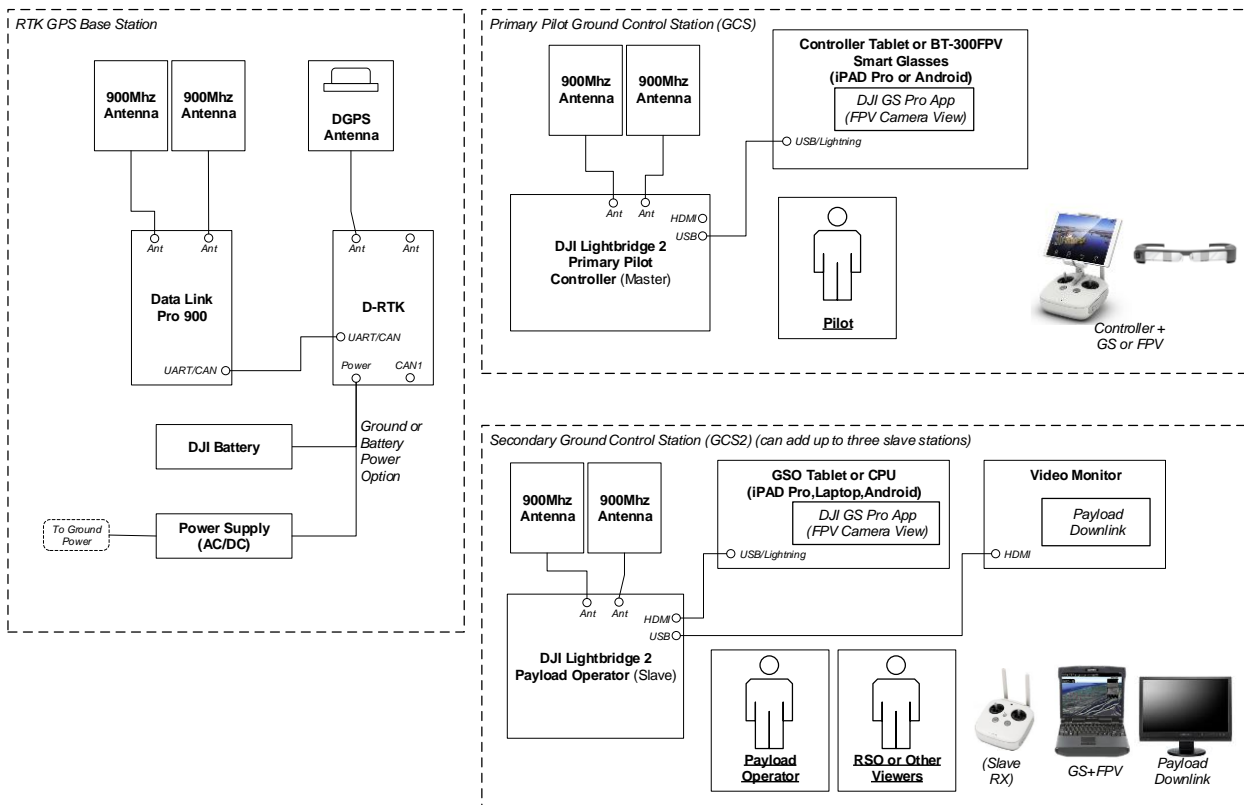 RTK GPS Base Station
900Mhz
Antenna
900Mhz
Antenna
DGPS
Antenna
Ant
Ant
Ant
Ant
Data Link
Pro 900
D-RTK
UART/CAN
UART/CAN
Power
CAN1
DJI Battery
Ground or
Battery
Power
Option
To Ground
Power
Power Supply
(AC/DC)
Primary Pilot Ground Control Station (GCS)
900Mhz
Antenna
900Mhz
Antenna
Controller Tablet or BT-300FPV
Smart Glasses
(iPAD Pro or Android)
DJI GS Pro App
(FPV Camera View)
USB/Lightning
Ant
Ant
HDMI
USB
DJI Lightbridge 2
Primary Pilot
Controller (Master)
Pilot
Controller +
GS or FPV
Secondary Ground Control Station (GCS2) (can add up to three slave stations)
900Mhz
Antenna
900Mhz
Antenna
GSO Tablet or CPU
(iPAD Pro,Laptop,Android)
DJI GS Pro App
(FPV Camera View)
USB/Lightning
Video Monitor
Payload
Downlink
HDMI
Ant
Ant
HDMI
USB
DJI Lightbridge 2
Payload Operator (Slave)
Payload
Operator
RSO or Other
Viewers
(Slave
RX)
GS+FPV
Payload
Downlink